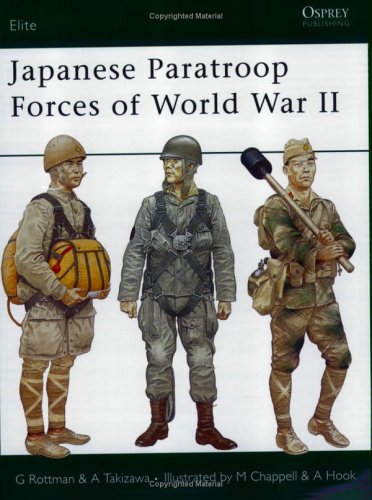 Copyrighted Material
OSPREY
PUBLISHING
Elite
Japanese Paratroop
Forces of World War II
G Rottman & A Takizawa • Illustrated by M Chappell & A Hook
Copyrighted Material